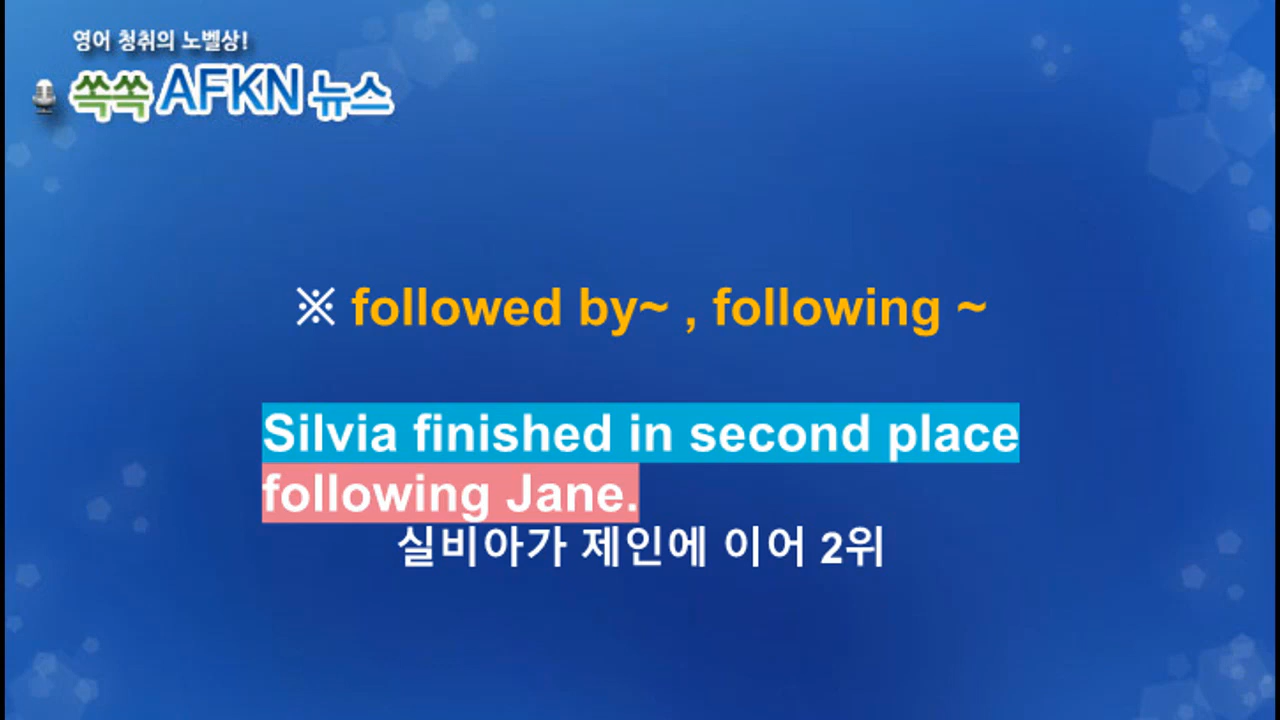 영어 청취의 노벨상!
쏙쏙 AFKN 뉴스
※ followed by~ , following ~
Silvia finished in second place
following Jane.
실비아가 제인에 이어 2위